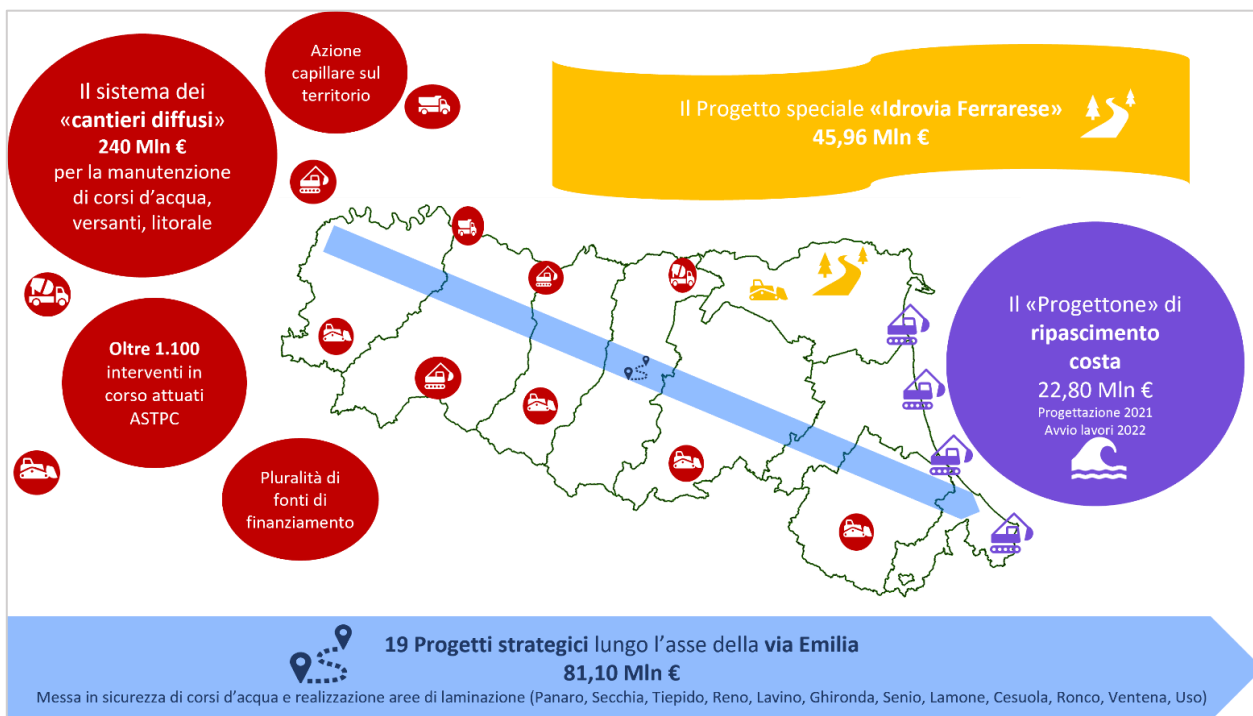 Azione
capillare sul
territorio
Il sistema dei
«cantieri diffusi»
240 Mln €
per la manutenzione
di corsi d’acqua,
versanti, litorale
Il Progetto speciale «Idrovia Ferrarese»
45,96 Mln €
Oltre 1.100
interventi in
corso attuati
ASTPC
Pluralità di
fonti di
finanziamento
Il «Progettone» di
ripascimento
costa
22,80 Mln €
Progettazione 2021
Avvio lavori 2022
19 Progetti strategici lungo l’asse della via Emilia
81,10 Mln €
Messa in sicurezza di corsi d’acqua e realizzazione aree di laminazione (Panaro, Secchia, Tiepido, Reno, Lavino, Ghironda, Senio, Lamone, Cesuola, Ronco, Ventena, Uso)